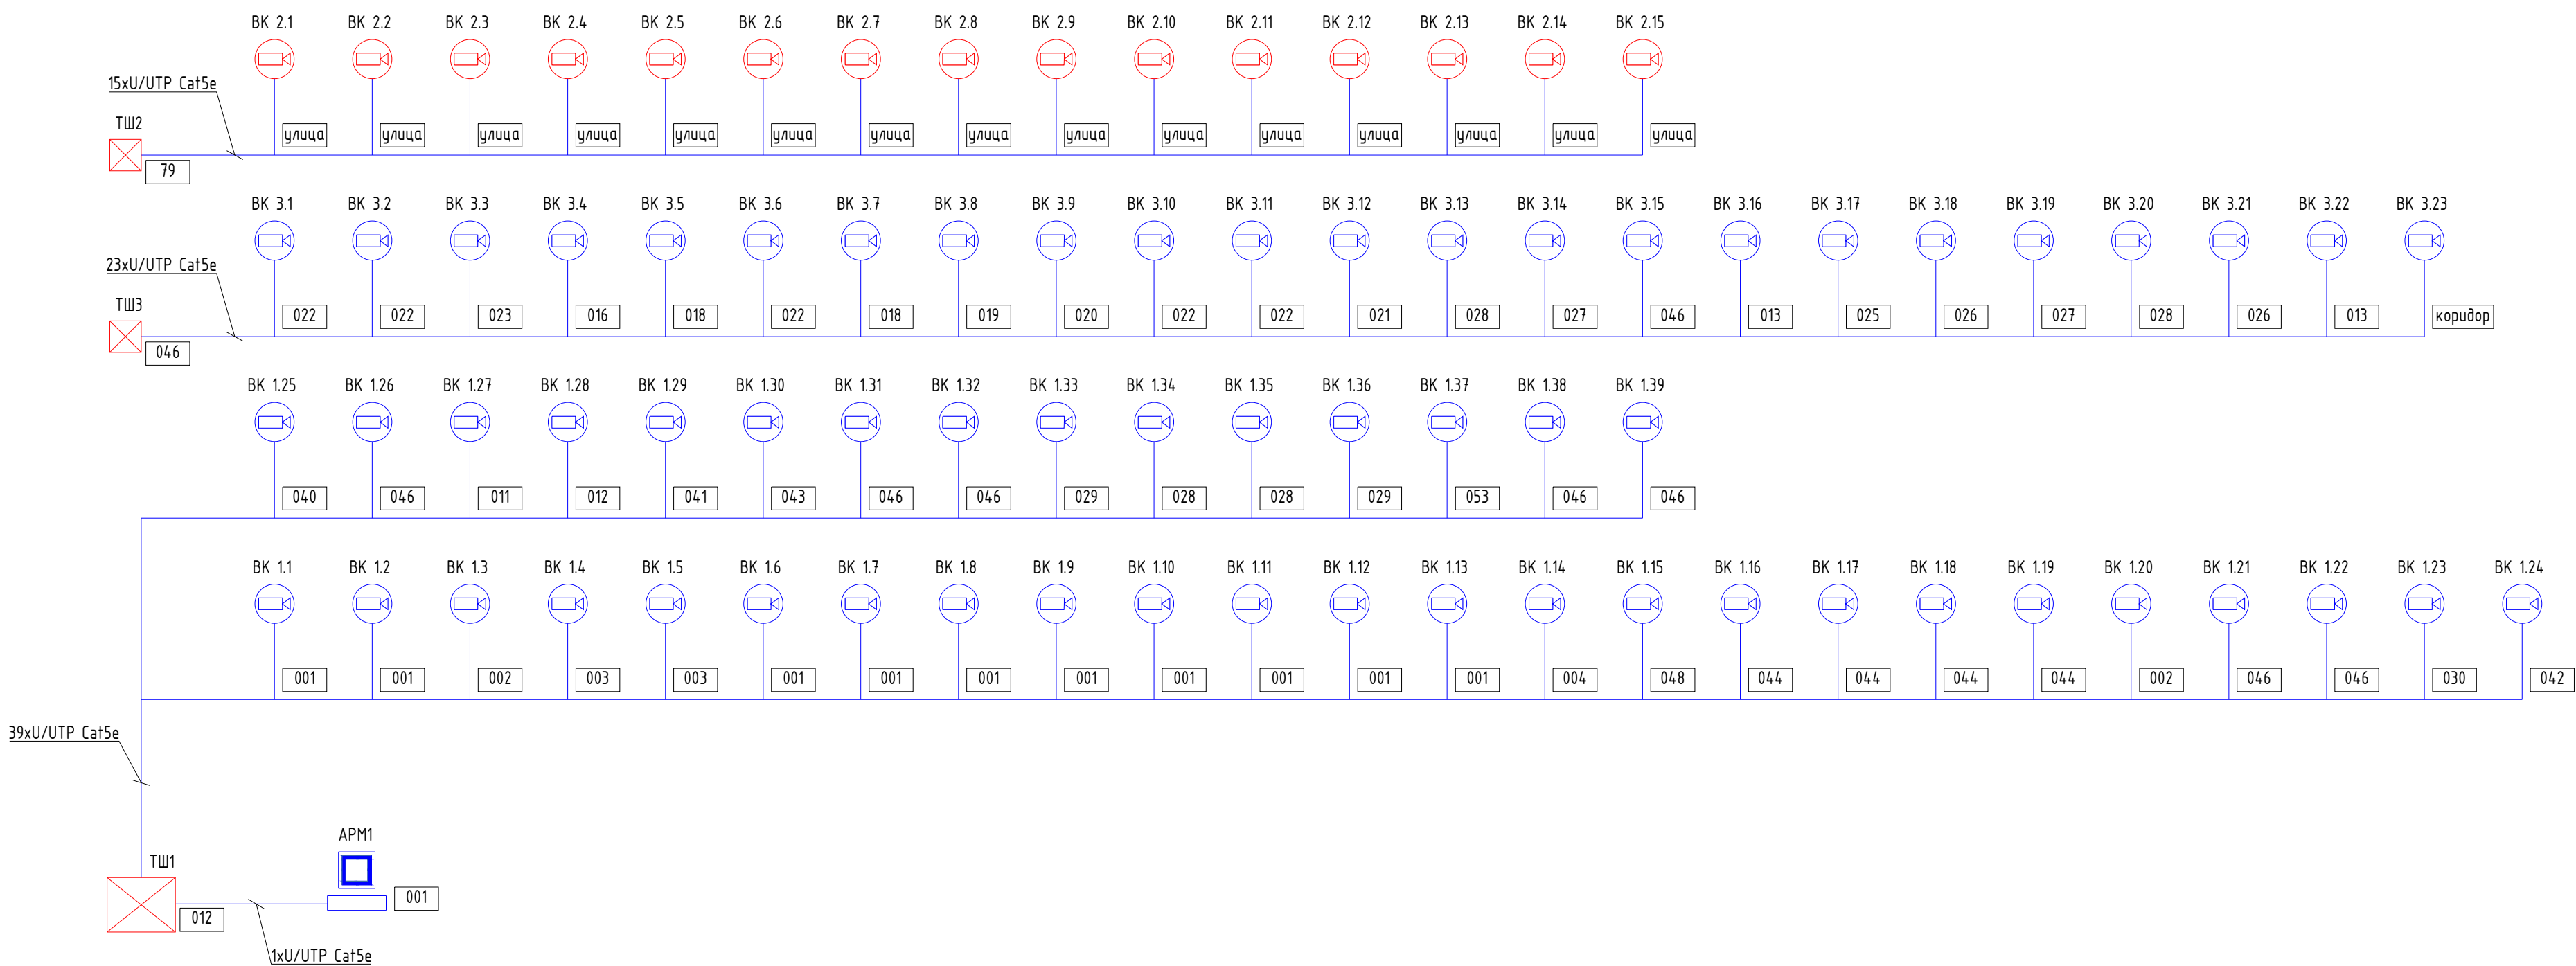 ВК 2.1 ВК 2.2 ВК 2.3 ВК 2.4 ВК 2.5 ВК 2.6 ВК 2.7 ВК 2.8 ВК 2.9 ВК 2.10 ВК 2.11 ВК 2.12 ВК 2.13 ВК 2.14 ВК 2.15
15xU/UTP Cat5e
ТШ2
улица улица улица улица улица улица улица улица улица улица улица улица улица улица улица
79
ВК 3.1 ВК 3.2 ВК 3.3 ВК 3.4 ВК 3.5 ВК 3.6 ВК 3.7 ВК 3.8 ВК 3.9 ВК 3.10 ВК 3.11 ВК 3.12 ВК 3.13 ВК 3.14 ВК 3.15 ВК 3.16 ВК 3.17 ВК 3.18 ВК 3.19 ВК 3.20 ВК 3.21 ВК 3.22 ВК 3.23
23xU/UTP Cat5e
ТШ3
022 022 023 016 018 022 018 019 020 022 022 021 028 027 046 013 025 026 027 028 026 013 коридор
046
ВК 1.25 ВК 1.26 ВК 1.27 ВК 1.28 ВК 1.29 ВК 1.30 ВК 1.31 ВК 1.32 ВК 1.33 ВК 1.34 ВК 1.35 ВК 1.36 ВК 1.37 ВК 1.38 ВК 1.39
040 046 011 012 041 043 046 046 029 028 028 029 053 046 046
ВК 1.1 ВК 1.2 ВК 1.3 ВК 1.4 ВК 1.5 ВК 1.6 ВК 1.7 ВК 1.8 ВК 1.9 ВК 1.10 ВК 1.11 ВК 1.12 ВК 1.13 ВК 1.14 ВК 1.15 ВК 1.16 ВК 1.17 ВК 1.18 ВК 1.19 ВК 1.20 ВК 1.21 ВК 1.22 ВК 1.23 ВК 1.24
001 001 002 003 003 001 001 001 001 001 001 001 001 004 048 044 044 044 044 002 046 046 030 042
39xU/UTP Cat5e
АРМ1
ТШ1
001
012
1xU/UTP Cat5e